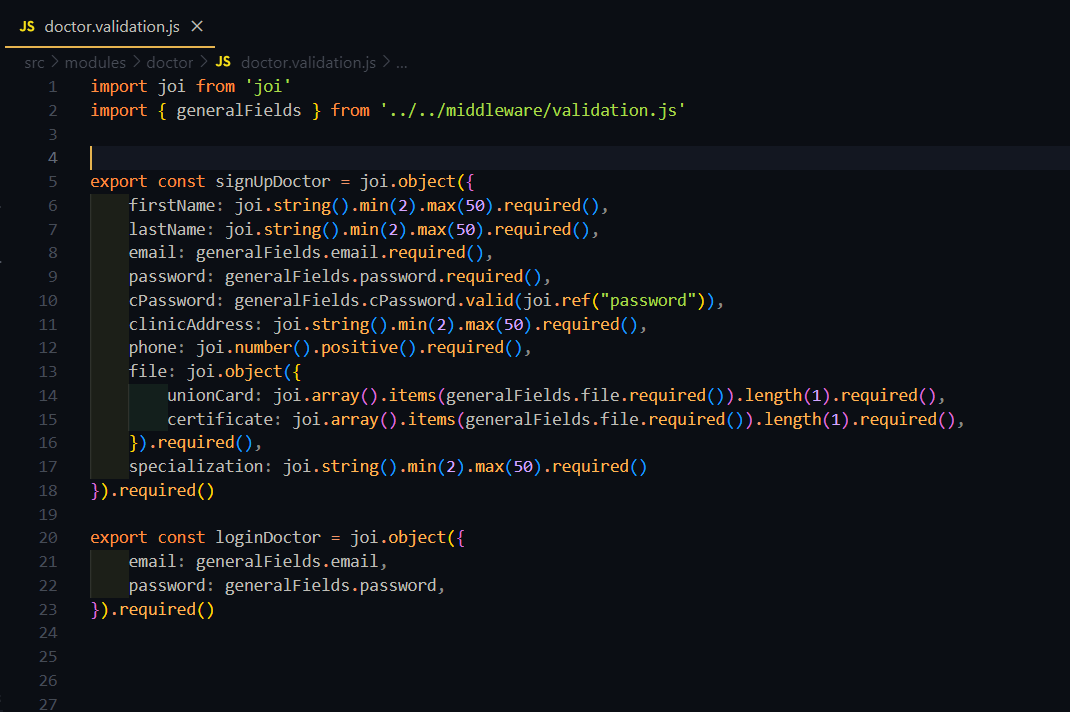 JS doctor.validation.js ×
src > modules > doctor > JS doctor.validation.js > ...
1 import joi from 'joi'
2 import { generalFields } from '../../middleware/validation.js'
3
4
5 export const signUpDoctor = joi.object({
6     firstName: joi.string().min(2).max(50).required(),
7     lastName: joi.string().min(2).max(50).required(),
8     email: generalFields.email.required(),
9     password: generalFields.password.required(),
10     cPassword: generalFields.cPassword.valid(joi.ref("password")),
11     clinicAddress: joi.string().min(2).max(50).required(),
12     phone: joi.number().positive().required(),
13     file: joi.object({
14         unionCard: joi.array().items(generalFields.file.required()).length(1).required(),
15         certificate: joi.array().items(generalFields.file.required()).length(1).required(),
16     }).required(),
17     specialization: joi.string().min(2).max(50).required()
18 }).required()
19
20 export const loginDoctor = joi.object({
21     email: generalFields.email,
22     password: generalFields.password,
23 }).required()
24
25
26
27